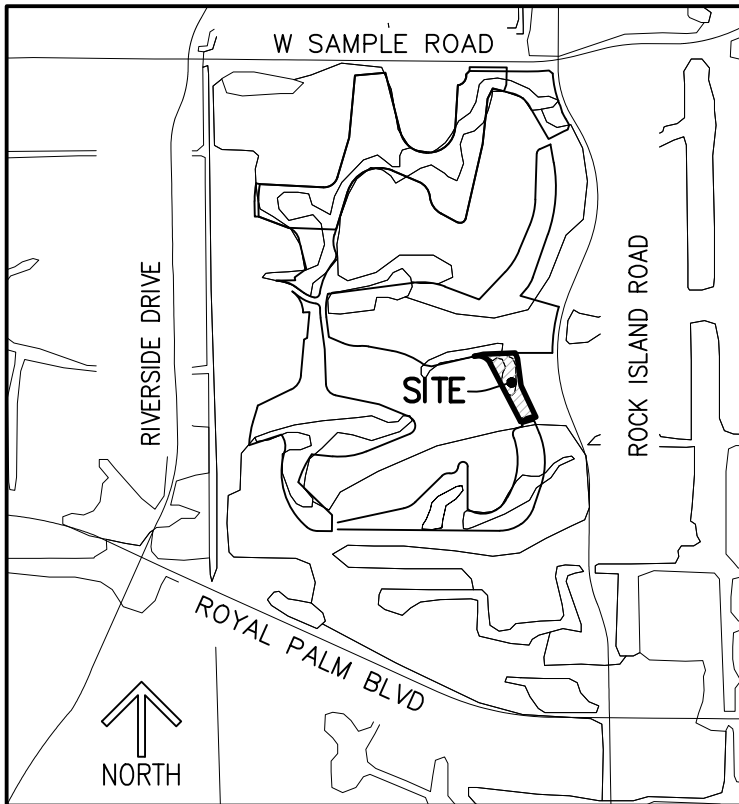 W SAMPLE ROAD
RIVERSIDE DRIVE
ROCK ISLAND ROAD
SITE
ROYAL PALM BLVD
NORTH